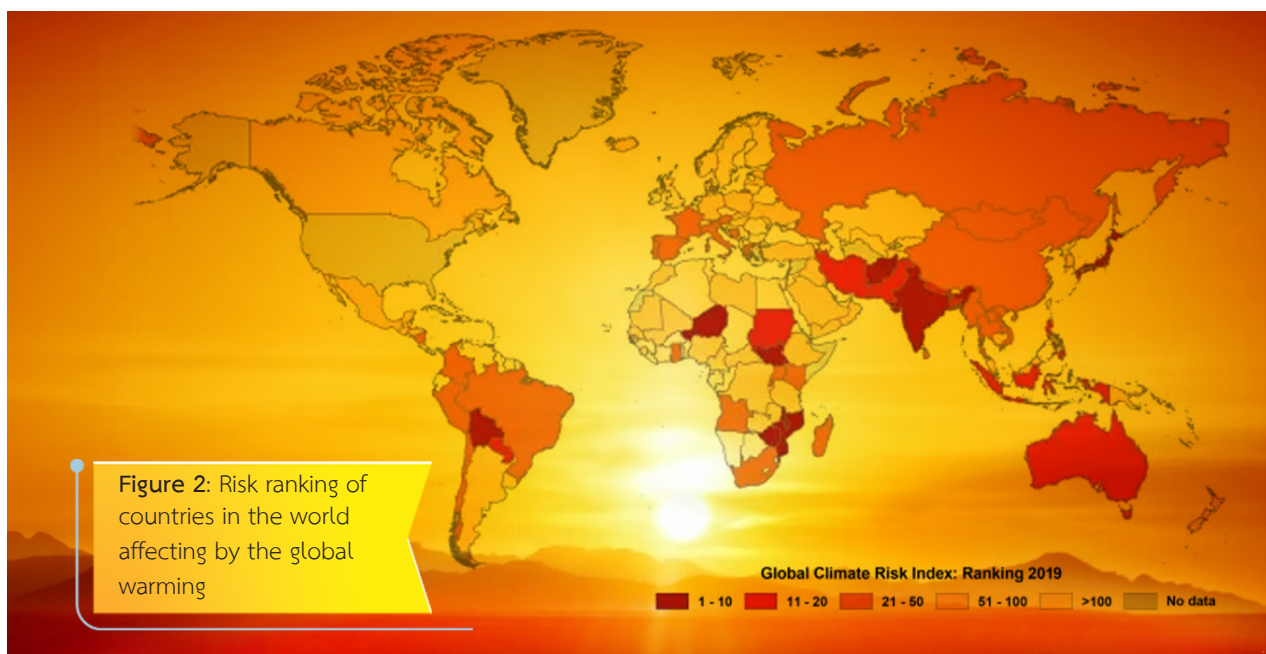 Figure 2: Risk ranking of
countries in the world
affecting by the global
warming
Global Climate Risk Index: Ranking 2019
1 - 10 11 - 20 21 - 50 51 - 100 >100 No data